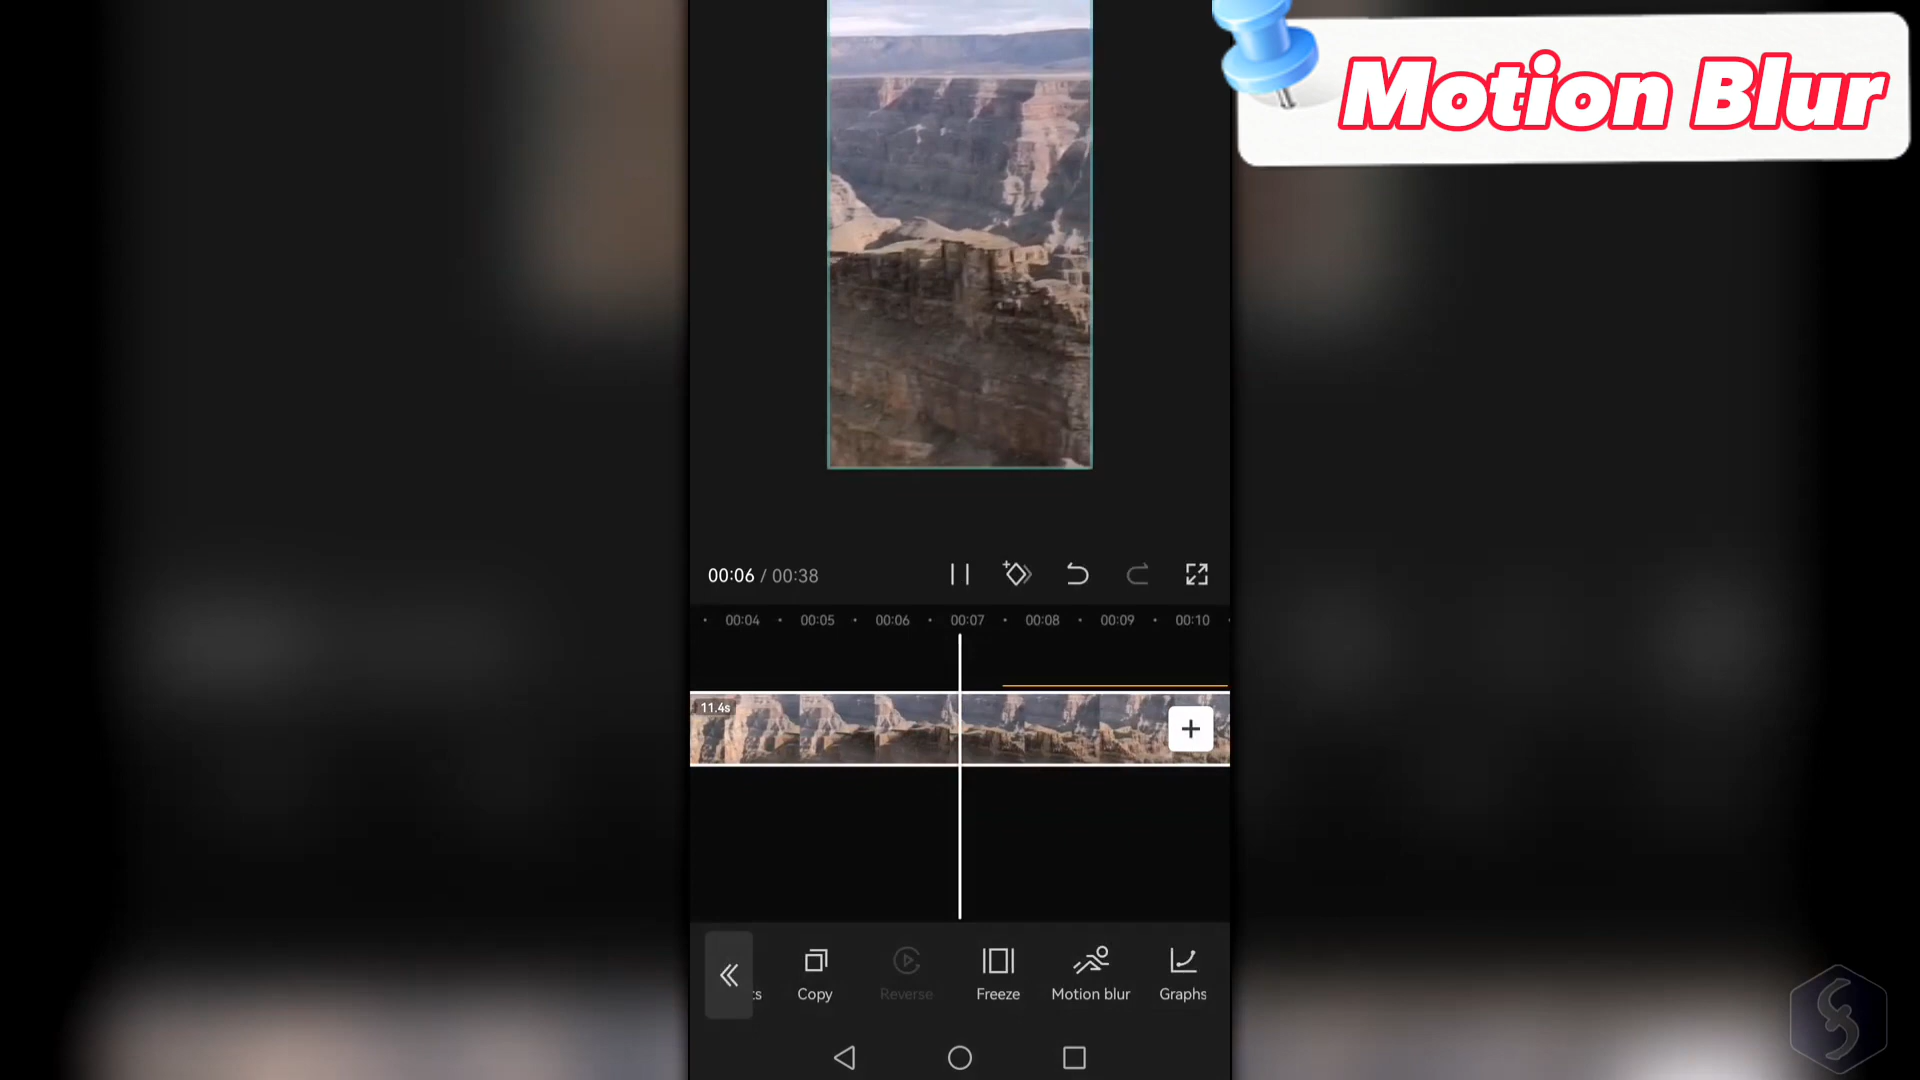 Motion Blur
00:06 / 00:38
00:04 00:05 00:06 00:07 00:08 00:09 00:10
11.4s
ts Copy Reverse Freeze Motion blur Graphs